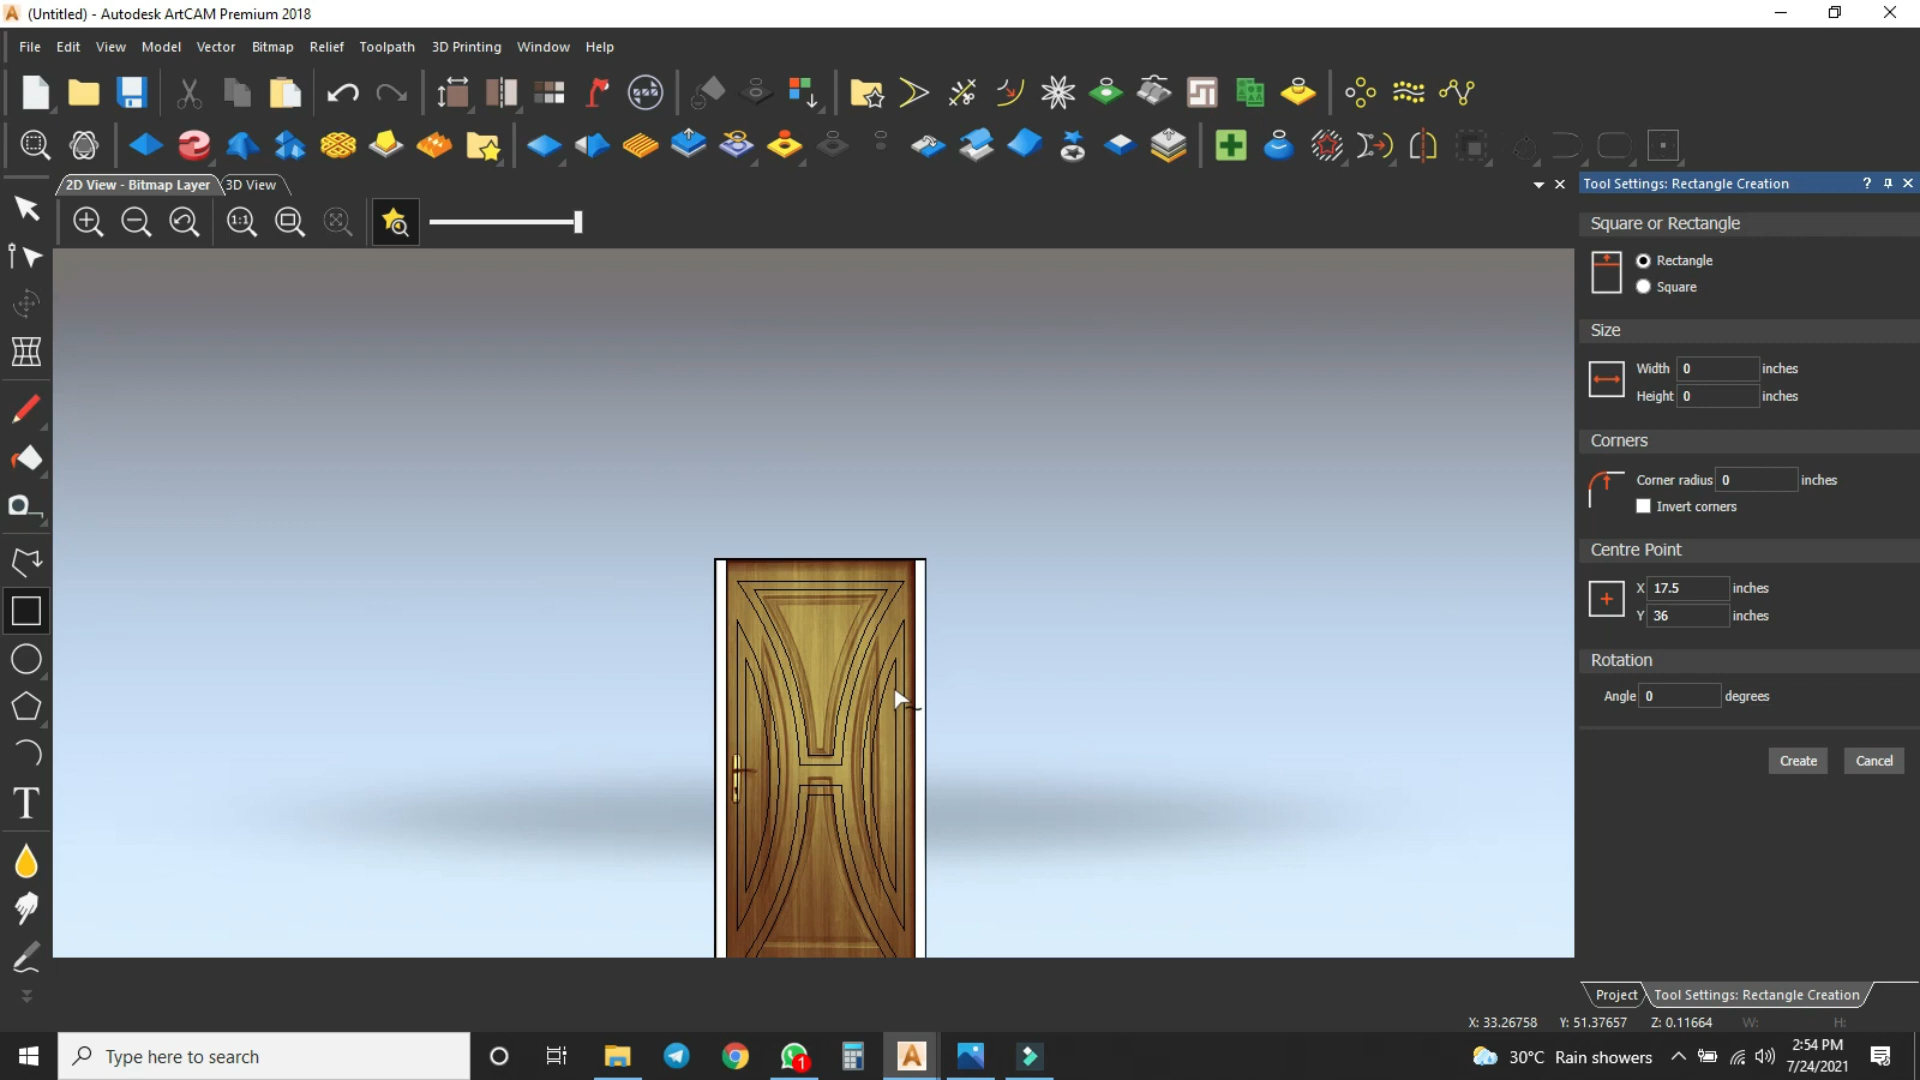 (Untitled) - Autodesk ArtCAM Premium 2018
File Edit View Model Vector Bitmap Relief Toolpath 3D Printing Window Help
2D View - Bitmap Layer 3D View
Tool Settings: Rectangle Creation
1:1
Square or Rectangle
Rectangle
Square
Size
Width 0 inches
Height 0 inches
Corners
Corner radius 0 inches
Invert corners
Centre Point
X 17.5 inches
Y 36 inches
Rotation
Angle 0 degrees
Create Cancel
T
Project Tool Settings: Rectangle Creation
X: 33.26758 Y: 51.37657 Z: 0.11664 W: H:
Type here to search
1
A
30°C Rain showers
2:54 PM
7/24/2021